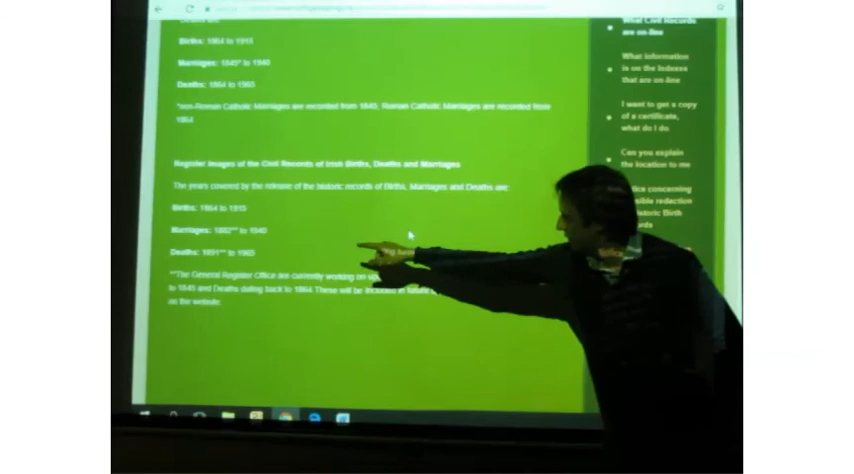 Births: 1864 to 1915
Marriages: 1845* to 1940
Deaths: 1864 to 1965
*non-Roman Catholic Marriages are recorded from 1845, Roman Catholic Marriages are recorded from
1864
Register Images of the Civil Records of Irish Births, Deaths and Marriages
The years covered by the release of the historic records of Births, Marriages and Deaths are:
Births: 1864 to 1915
Marriages: 1882** to 1940
Deaths: 1891** to 1965
**The General Register Office are currently working on
to 1845 and Deaths dating back to 1864. These will be included in future
on the website.
What Civil Records
are on-line
What information
is on the Indexes
that are on-line
I want to get a copy
of a certificate,
what do I do
Can you explain
the location to me
concerning
redaction
Birth